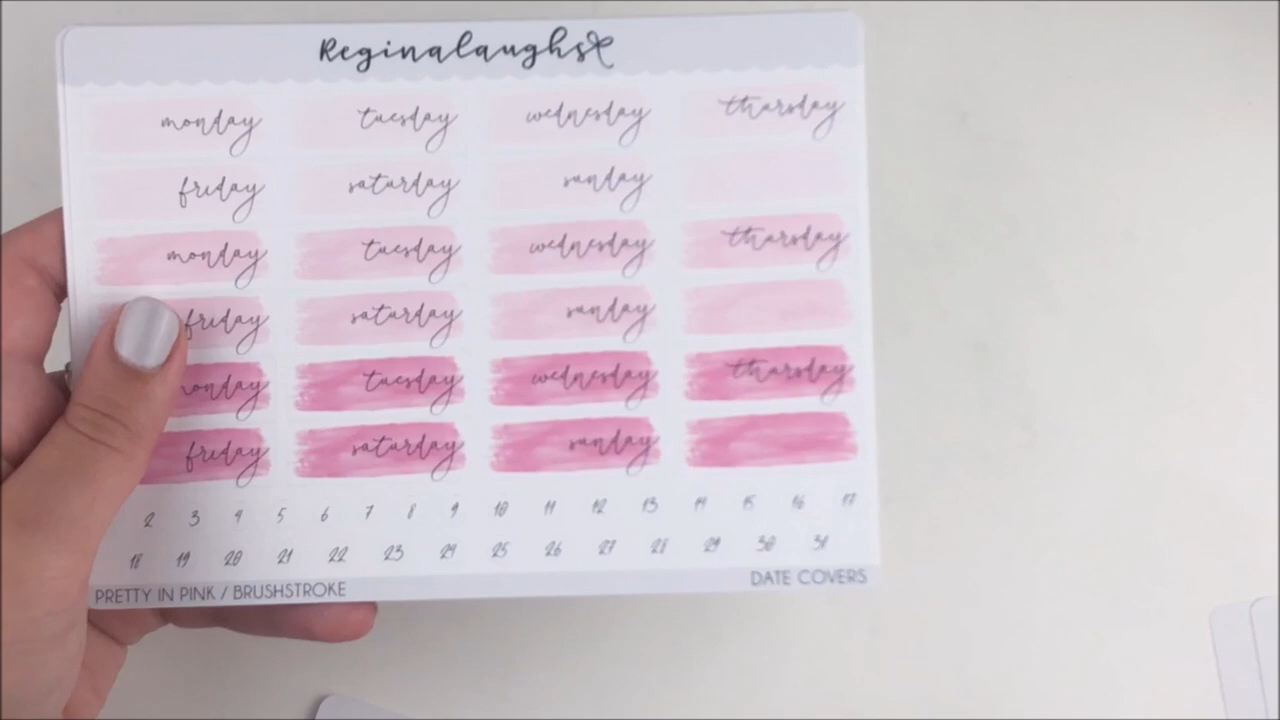 Reginalaughs
monday tuesday wednesday thursday
friday saturday sunday
monday tuesday wednesday thursday
friday saturday sunday
monday tuesday wednesday thursday
friday saturday sunday
2 3 4 5 6 7 8 9 10 11 12 13 14 15 16 17
18 19 20 21 22 23 24 25 26 27 28 29 30 31
PRETTY IN PINK / BRUSHSTROKE DATE COVERS